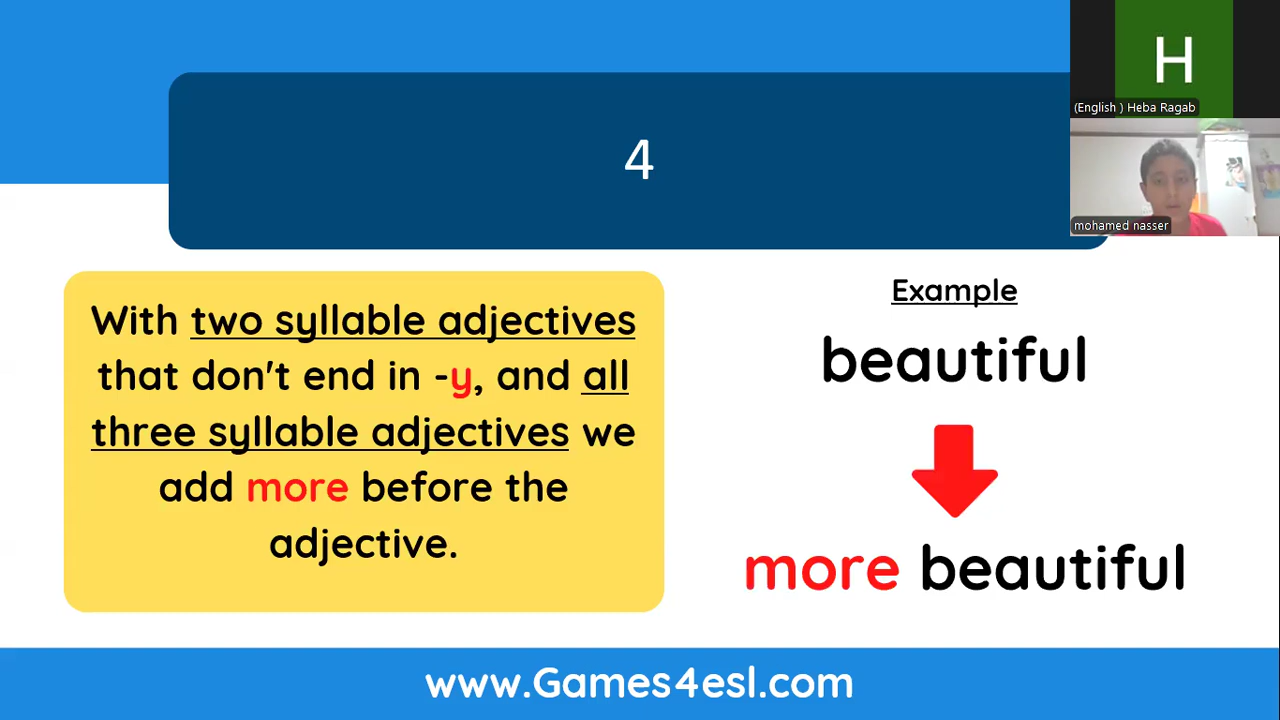 4
H
(English ) Heba Ragab
mohamed nasser
With two syllable adjectives
that don't end in -y, and all
three syllable adjectives we
add more before the
adjective.
Example
beautiful
more beautiful
www.Games4esl.com